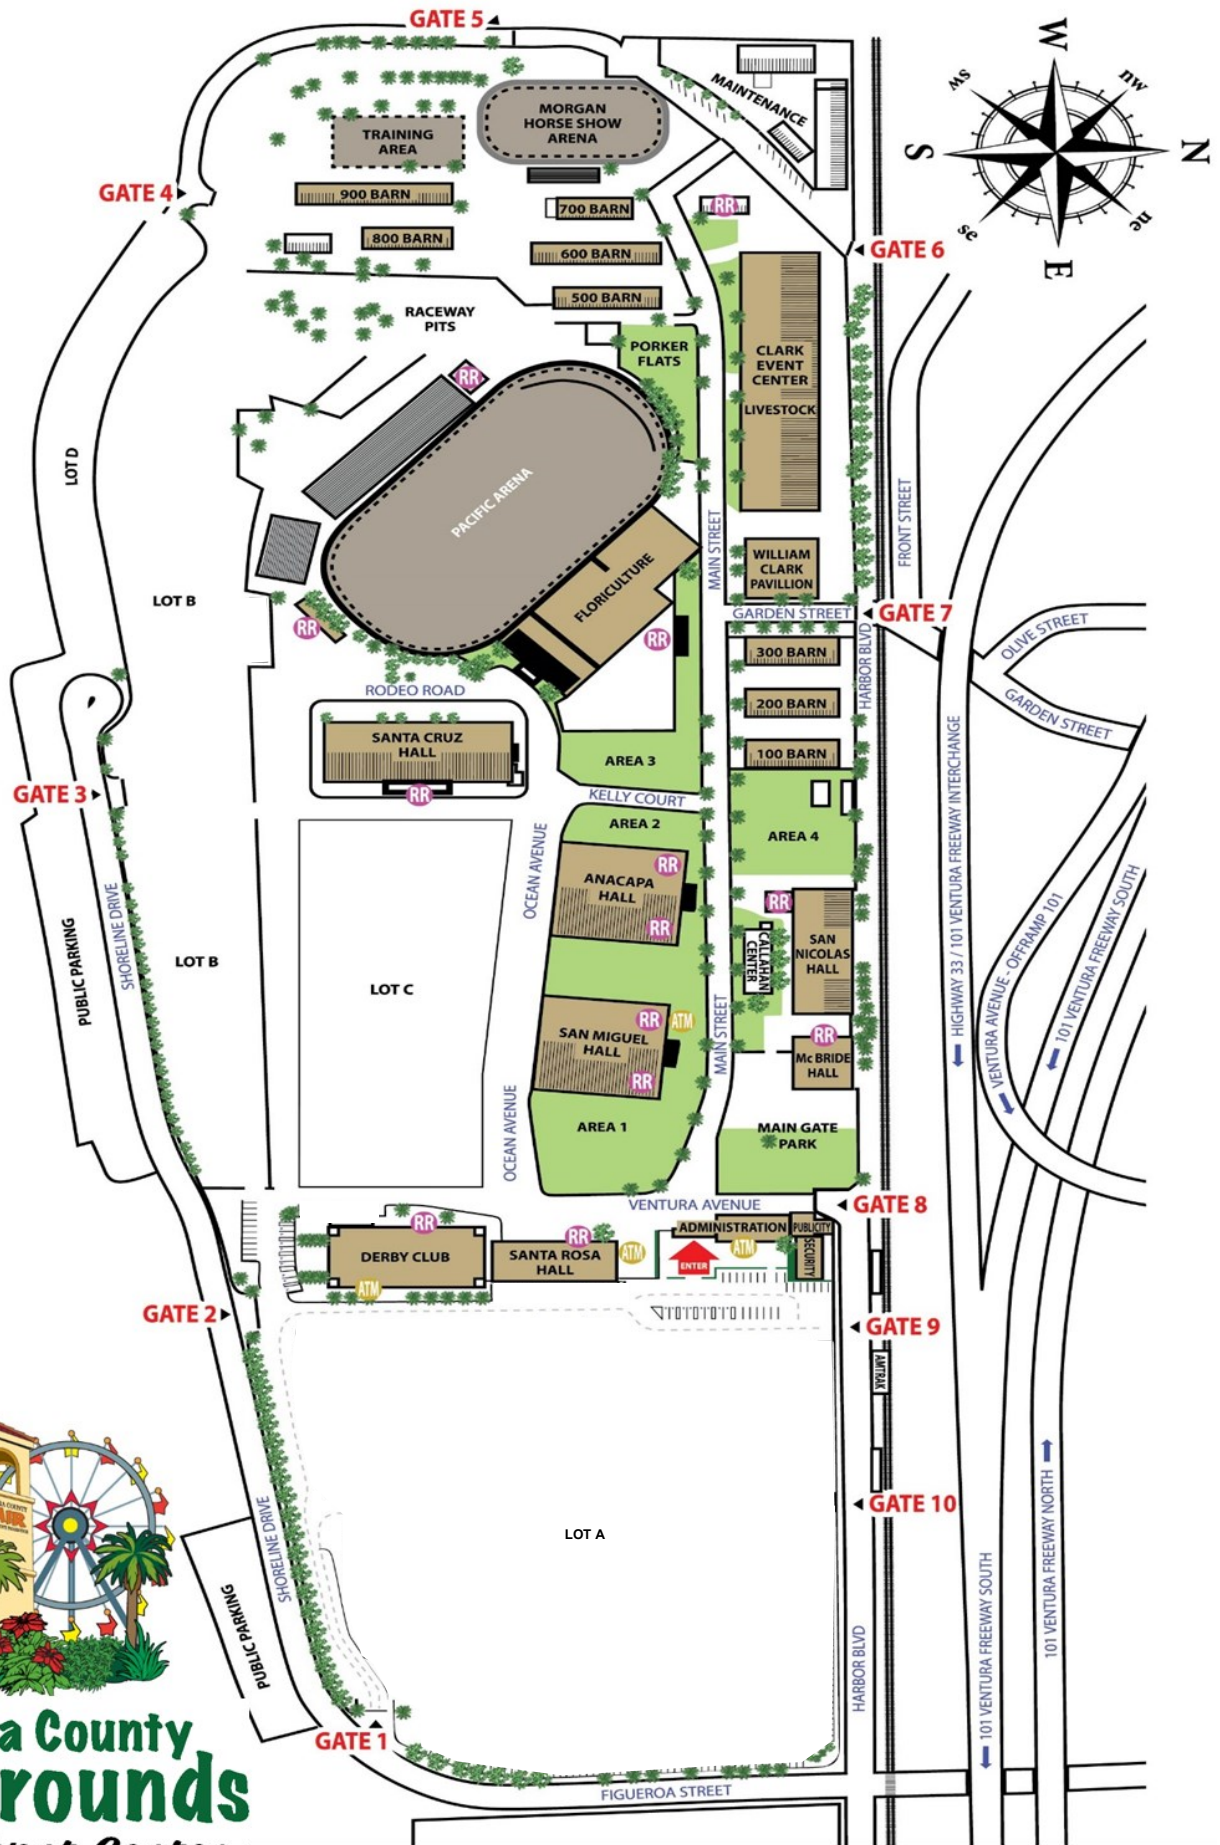 GATE 5
W
sw
nw
S
N
se
ne
E
MAINTENANCE
MORGAN
HORSE SHOW
ARENA
TRAINING
AREA
GATE 4
900 BARN
700 BARN
RR
800 BARN
600 BARN
GATE 6
500 BARN
RACEWAY
PITS
PORKER
FLATS
CLARK
EVENT
CENTER
LIVESTOCK
RR
LOT D
PACIFIC ARENA
FRONT STREET
MAIN STREET
WILLIAM
CLARK
PAVILLION
FLORICULTURE
LOT B
GARDEN STREET
GATE 7
RR
RR
OLIVE STREET
300 BARN
HARBOR BLVD
RODEO ROAD
200 BARN
GARDEN STREET
SANTA CRUZ
HALL
100 BARN
AREA 3
GATE 3
RR
KELLY COURT
AREA 2
AREA 4
HIGHWAY 33 / 101 VENTURA FREEWAY INTERCHANGE
OCEAN AVENUE
ANACAPA
HALL
RR
RR
RR
SHORELINE DRIVE
PUBLIC PARKING
CALLAHAN
CENTER
SAN
NICOLAS
HALL
VENTURA AVENUE - OFFRAMP 101
101 VENTURA FREEWAY SOUTH
LOT B
LOT C
RR
ATM
SAN MIGUEL
HALL
RR
MAIN STREET
RR
Mc BRIDE
HALL
OCEAN AVENUE
AREA 1
MAIN GATE
PARK
VENTURA AVENUE
GATE 8
RR
DERBY CLUB
ATM
RR
SANTA ROSA
HALL
ATM
ENTER
ADMINISTRATION
ATM
PUBLICITY
SECURITY
GATE 2
GATE 9
AMTRAK
GATE 10
LOT A
SHORELINE DRIVE
PUBLIC PARKING
101 VENTURA FREEWAY NORTH
101 VENTURA FREEWAY SOUTH
HARBOR BLVD
GATE 1
FIGUEROA STREET
a County
rounds